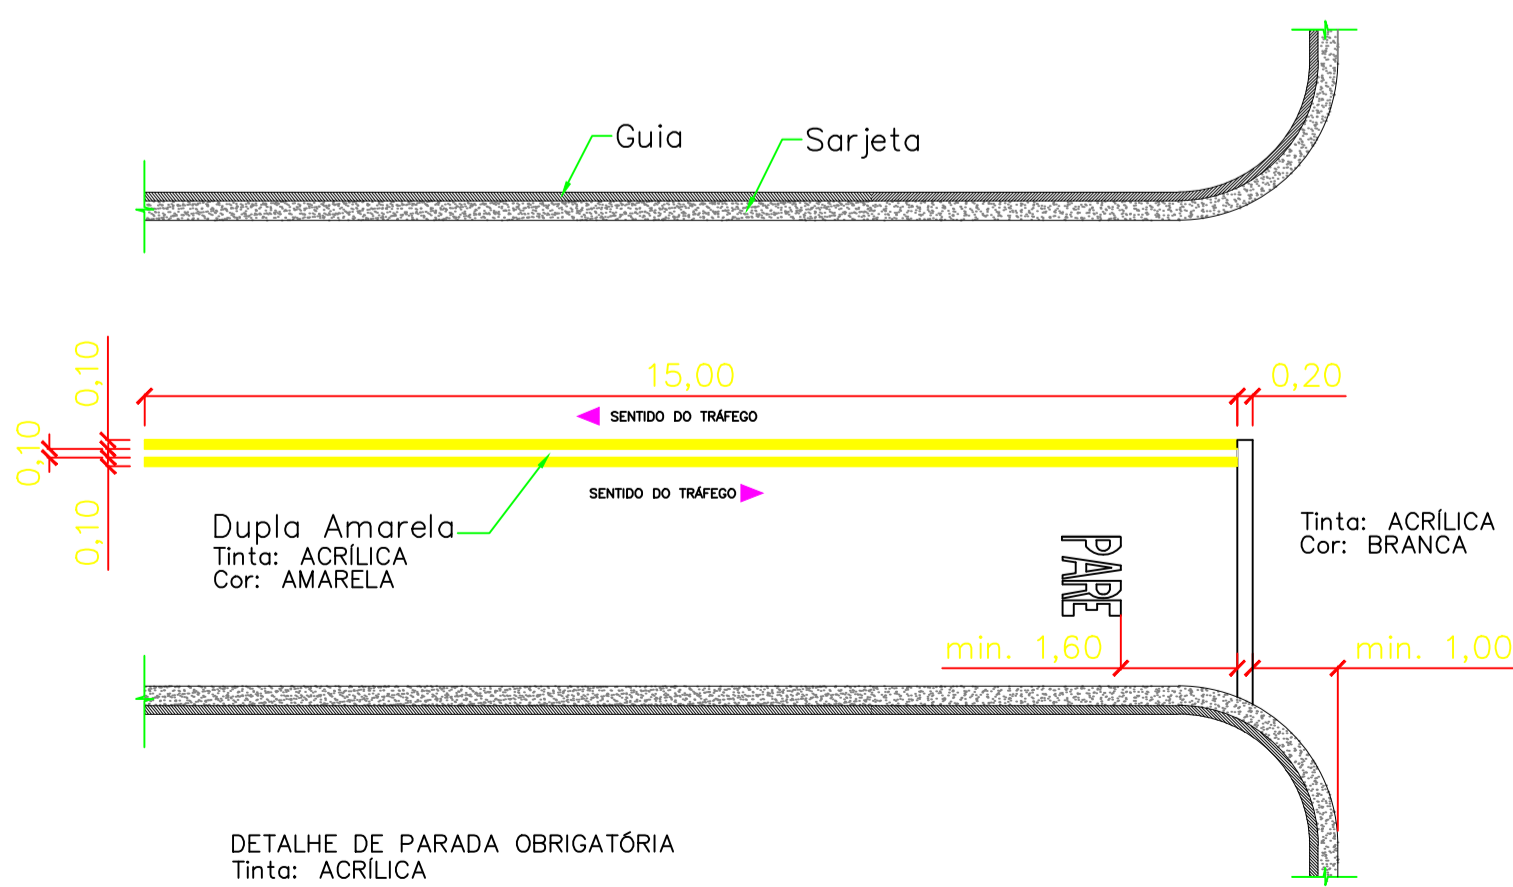 Guia
Sarjeta
0,10
15,00
0,20
SENTIDO DO TRÁFEGO
0,10
SENTIDO DO TRÁFEGO
0,10
Dupla Amarela
Tinta: ACRÍLICA
Cor: AMARELA
PARE
Tinta: ACRÍLICA
Cor: BRANCA
min. 1,60
min. 1,00
DETALHE DE PARADA OBRIGATÓRIA
Tinta: ACRÍLICA